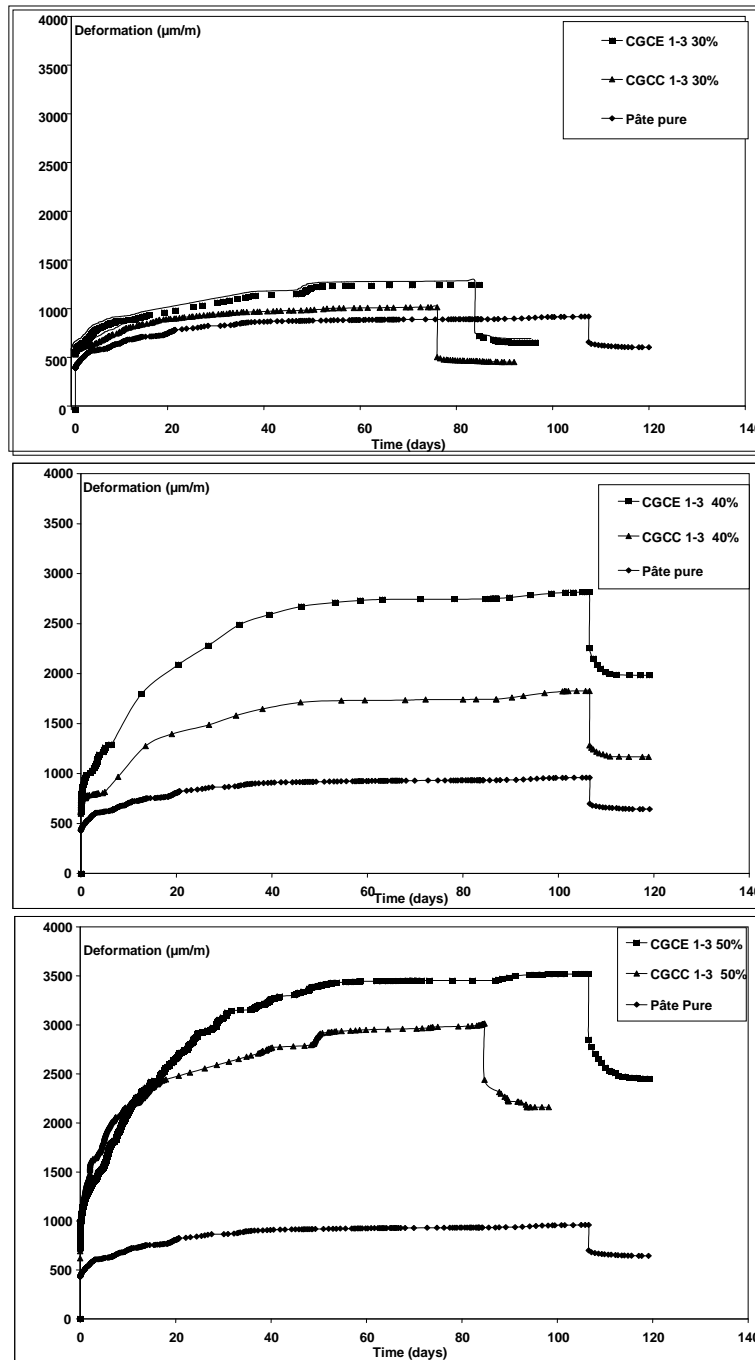 Deformation (µm/m)
4000
3500
3000
2500
2000
1500
1000
500
0
0 20 40 60 80 100 120 140
Time (days)
CGCE 1-3 30%
CGCC 1-3 30%
Pâte pure
Deformation (µm/m)
4000
3500
3000
2500
2000
1500
1000
500
0
0 20 40 60 80 100 120 140
Time (days)
CGCE 1-3 40%
CGCC 1-3 40%
Pâte pure
Deformation (µm/m)
4000
3500
3000
2500
2000
1500
1000
500
0
0 20 40 60 80 100 120 140
Time (days)
CGCE 1-3 50%
CGCC 1-3 50%
Pâte Pure